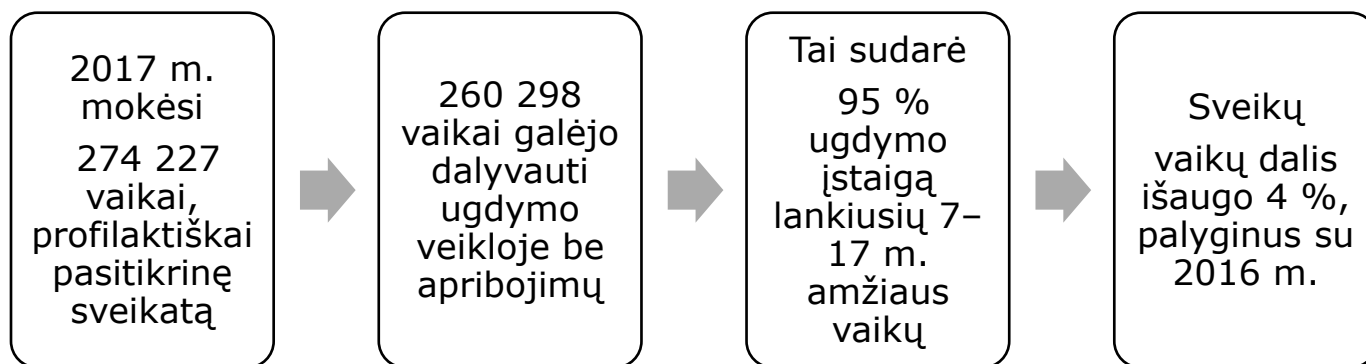 2017 m.
mokėsi
274 227
vaikai,
profilaktiškai
pasitikrinę
sveikatą
260 298
vaikai galėjo
dalyvauti
ugdymo
veikloje be
apribojimų
Tai sudarė
95 %
ugdymo
įstaigą
lankiusių 7–
17 m.
amžiaus
vaikų
Sveikų
vaikų dalis
išaugo 4 %,
palyginus su
2016 m.